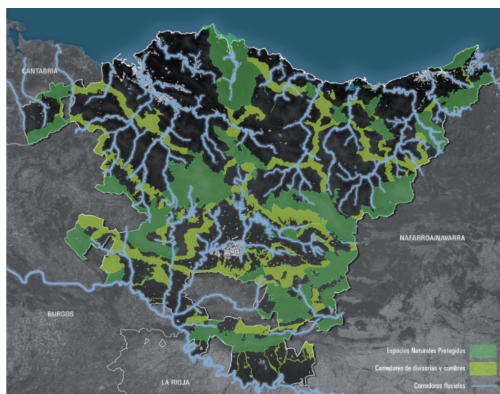 CANTABRIA
NAFARROA/NAVARRA
BURGOS
LA RIOJA
Espacios Naturales Protegidos
Corredores de divisorias y cumbres
Corredores fluviales